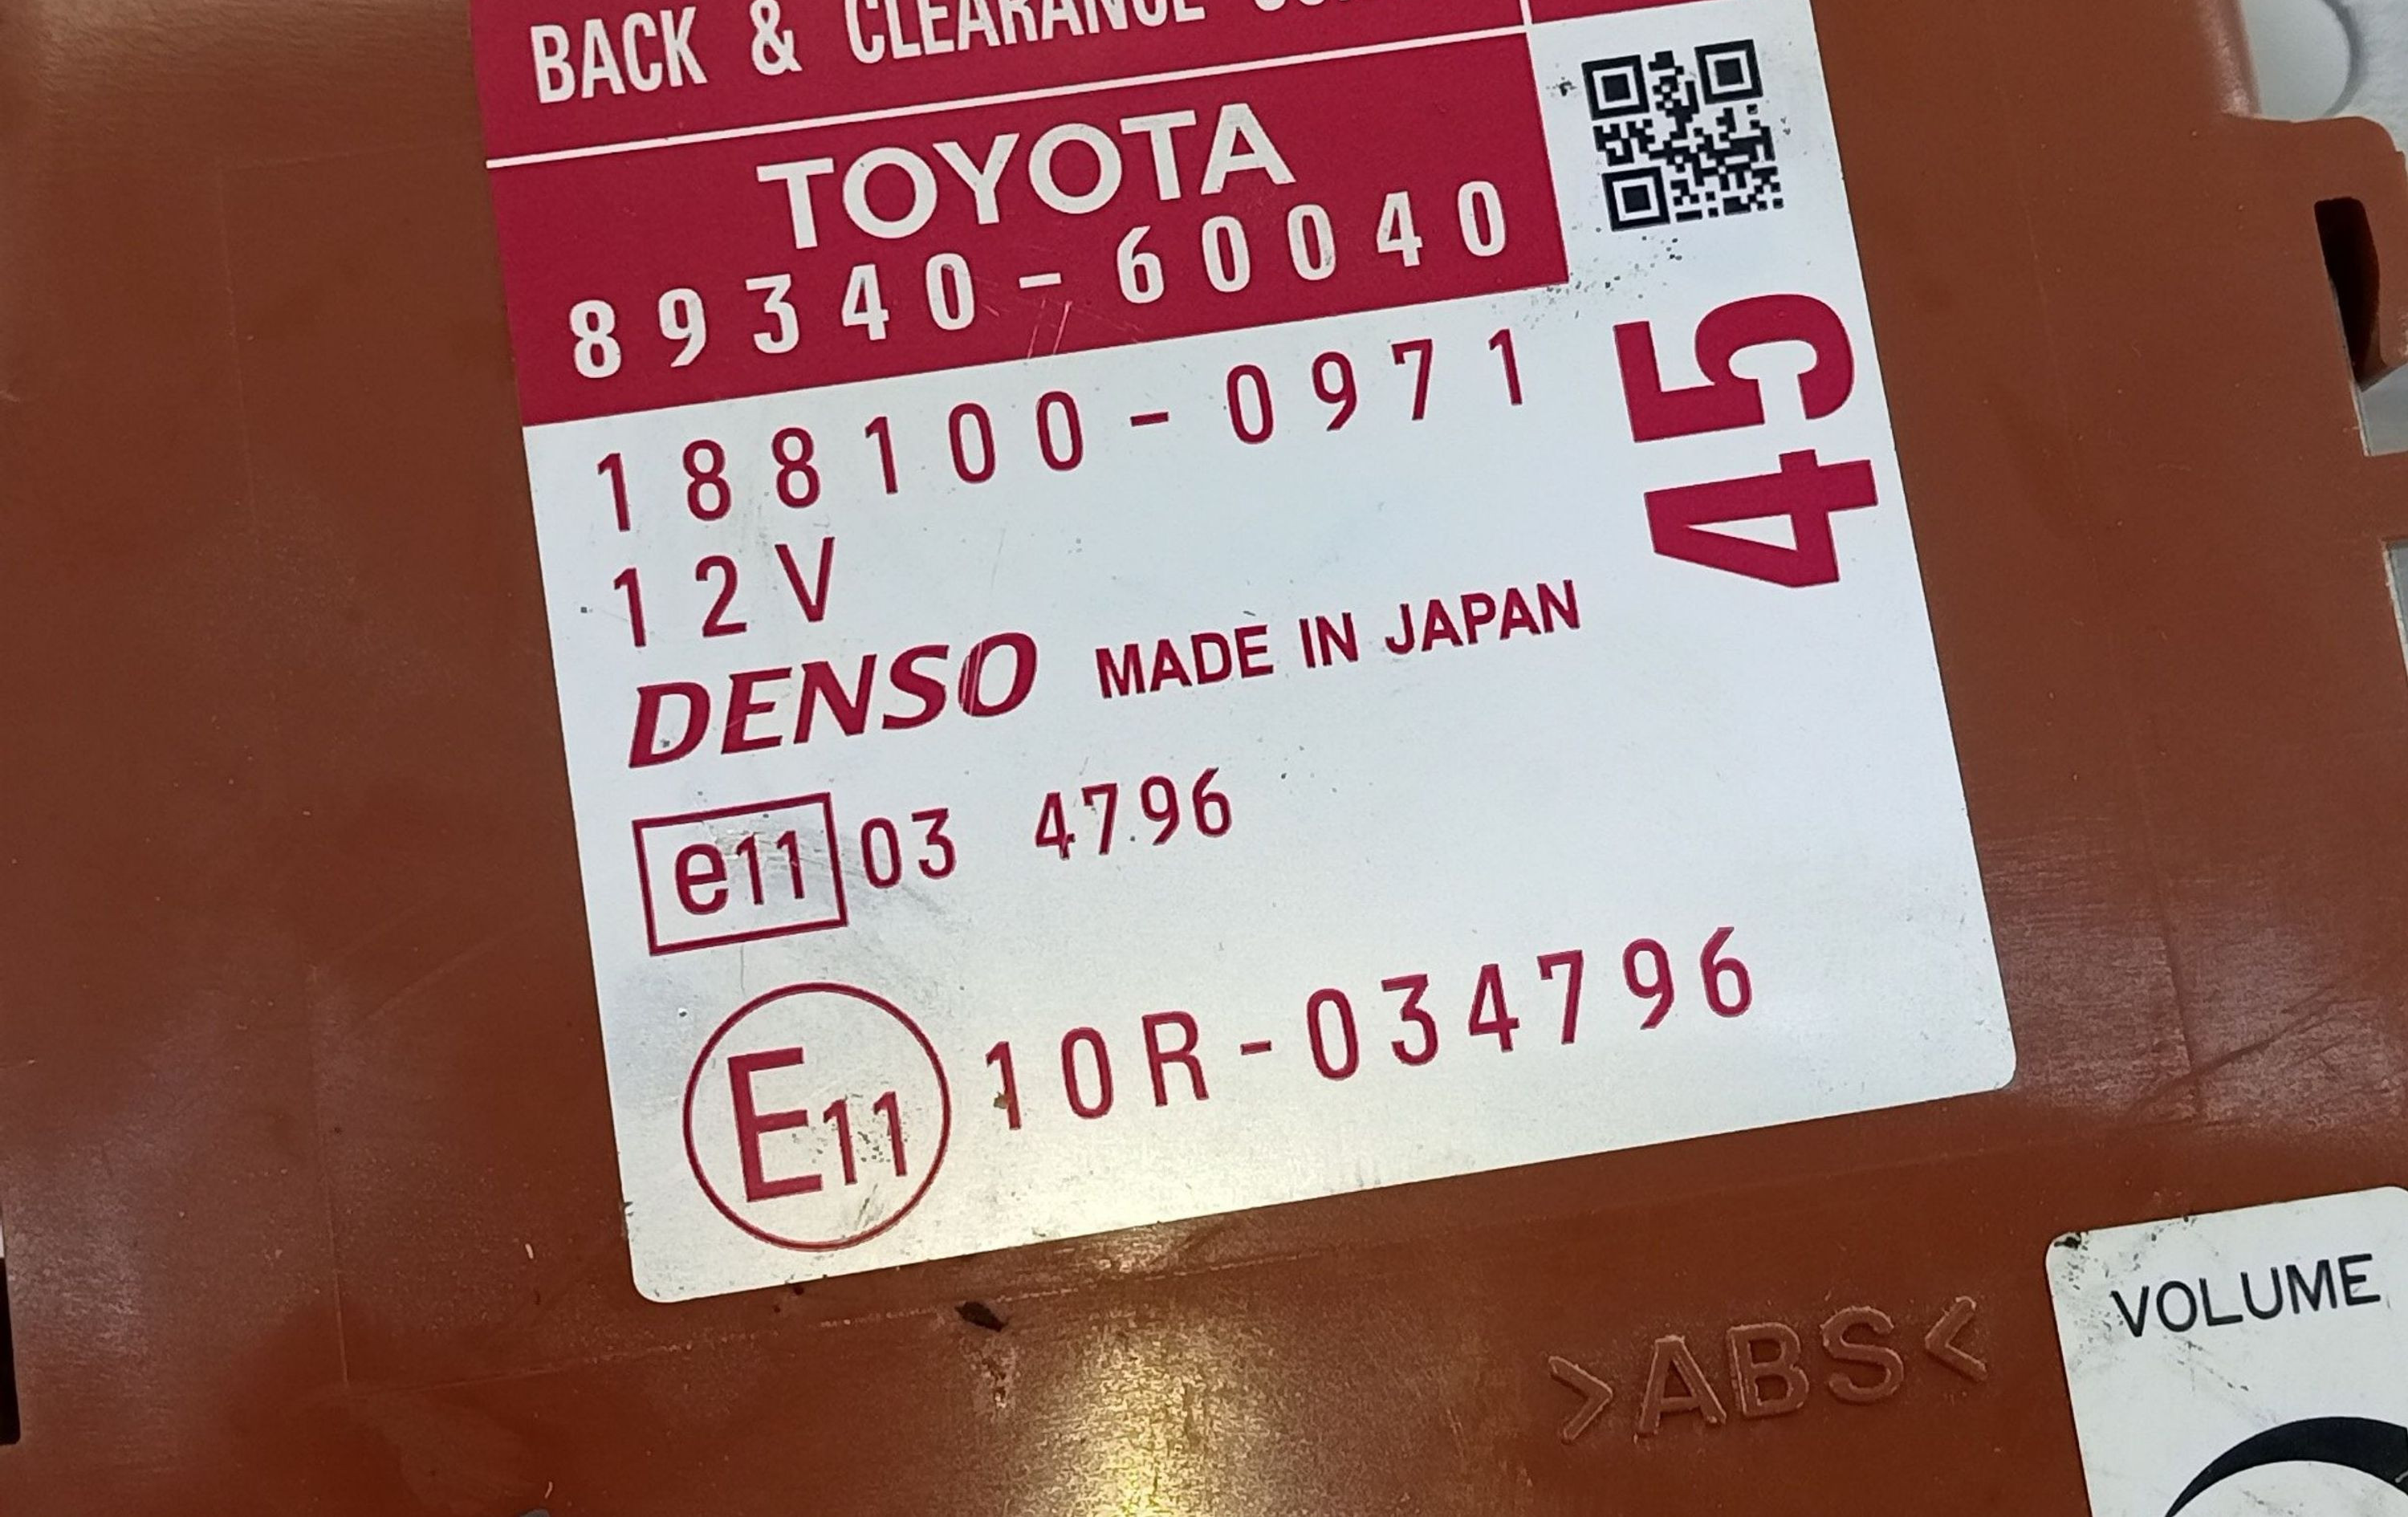 BACK & CLEARANCE
TOYOTA
89340-60040
188100-0971
45
12V
DENSO MADE IN JAPAN
e11 03 4796
E11 10R-034796
>ABS<
VOLUME